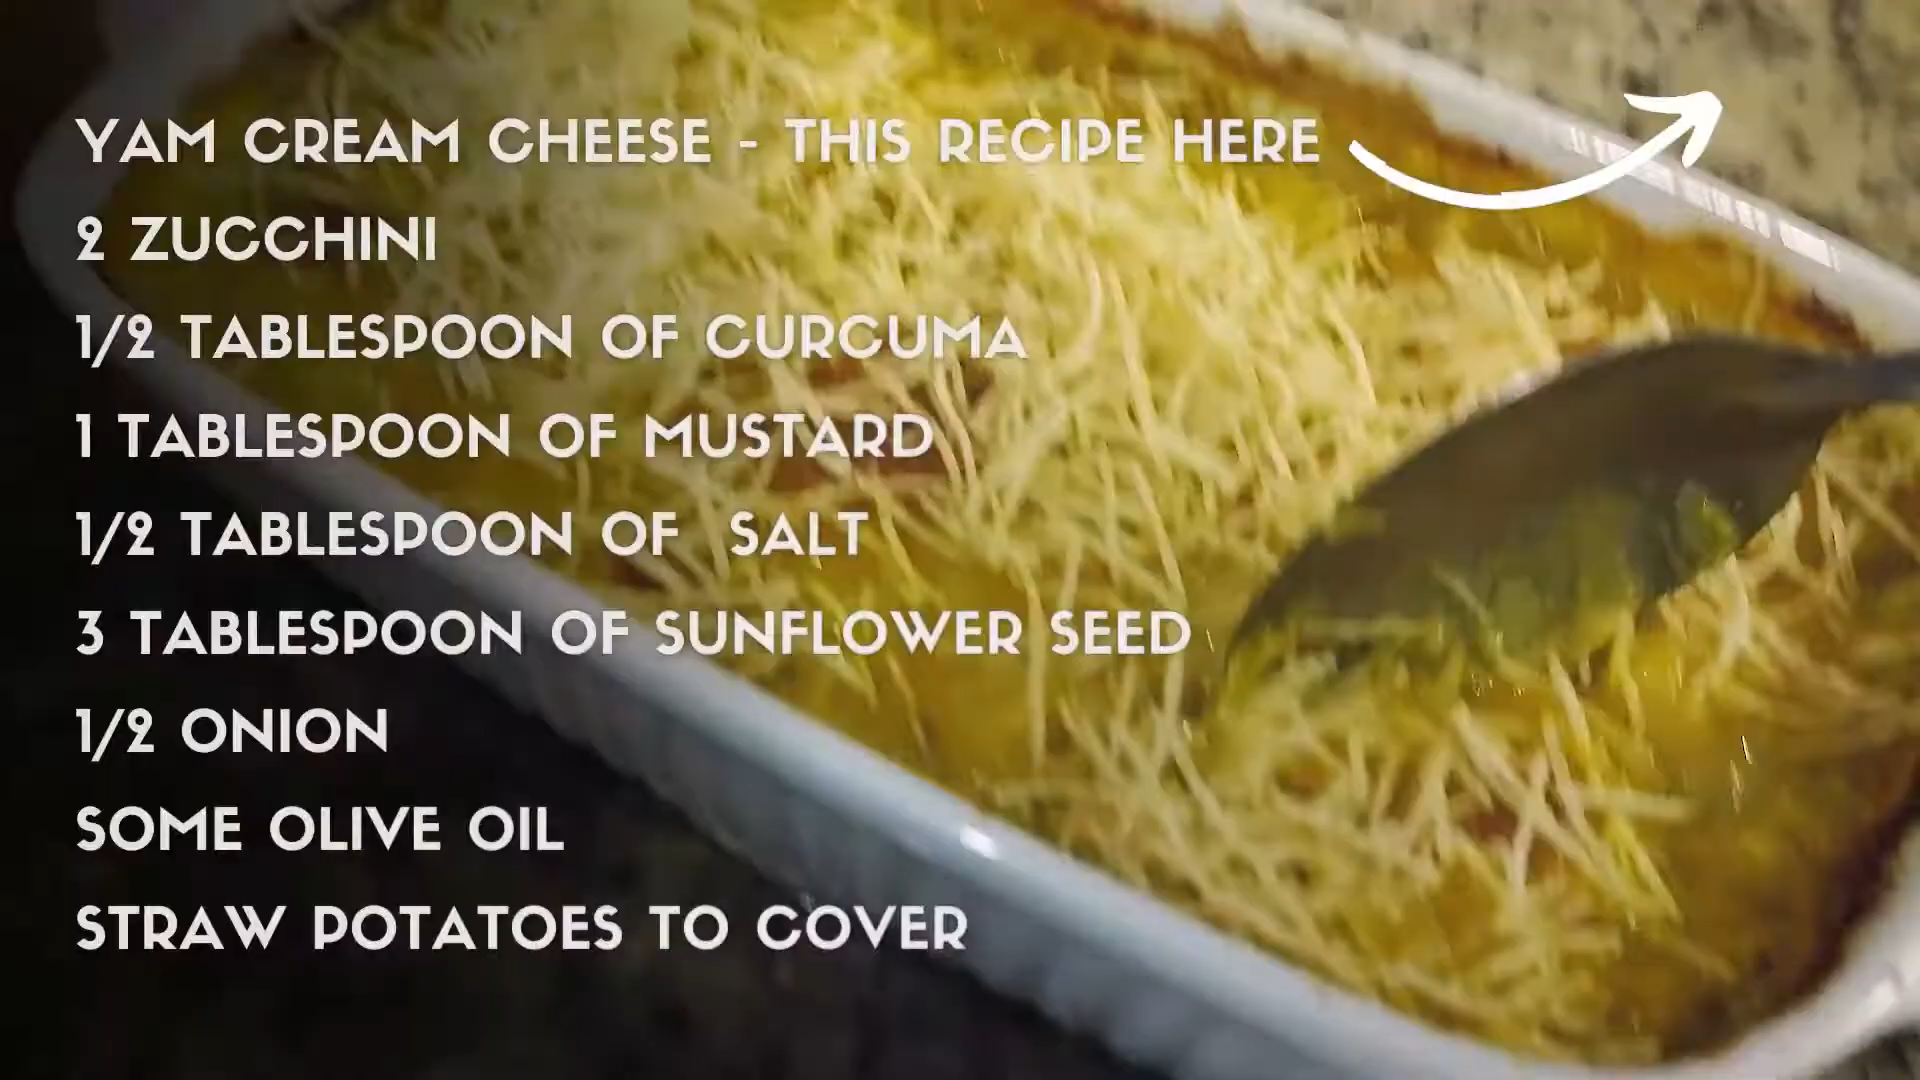 YAM CREAM CHEESE - THIS RECIPE HERE
2 ZUCCHINI
1/2 TABLESPOON OF CURCUMA
1 TABLESPOON OF MUSTARD
1/2 TABLESPOON OF SALT
3 TABLESPOON OF SUNFLOWER SEED
1/2 ONION
SOME OLIVE OIL
STRAW POTATOES TO COVER